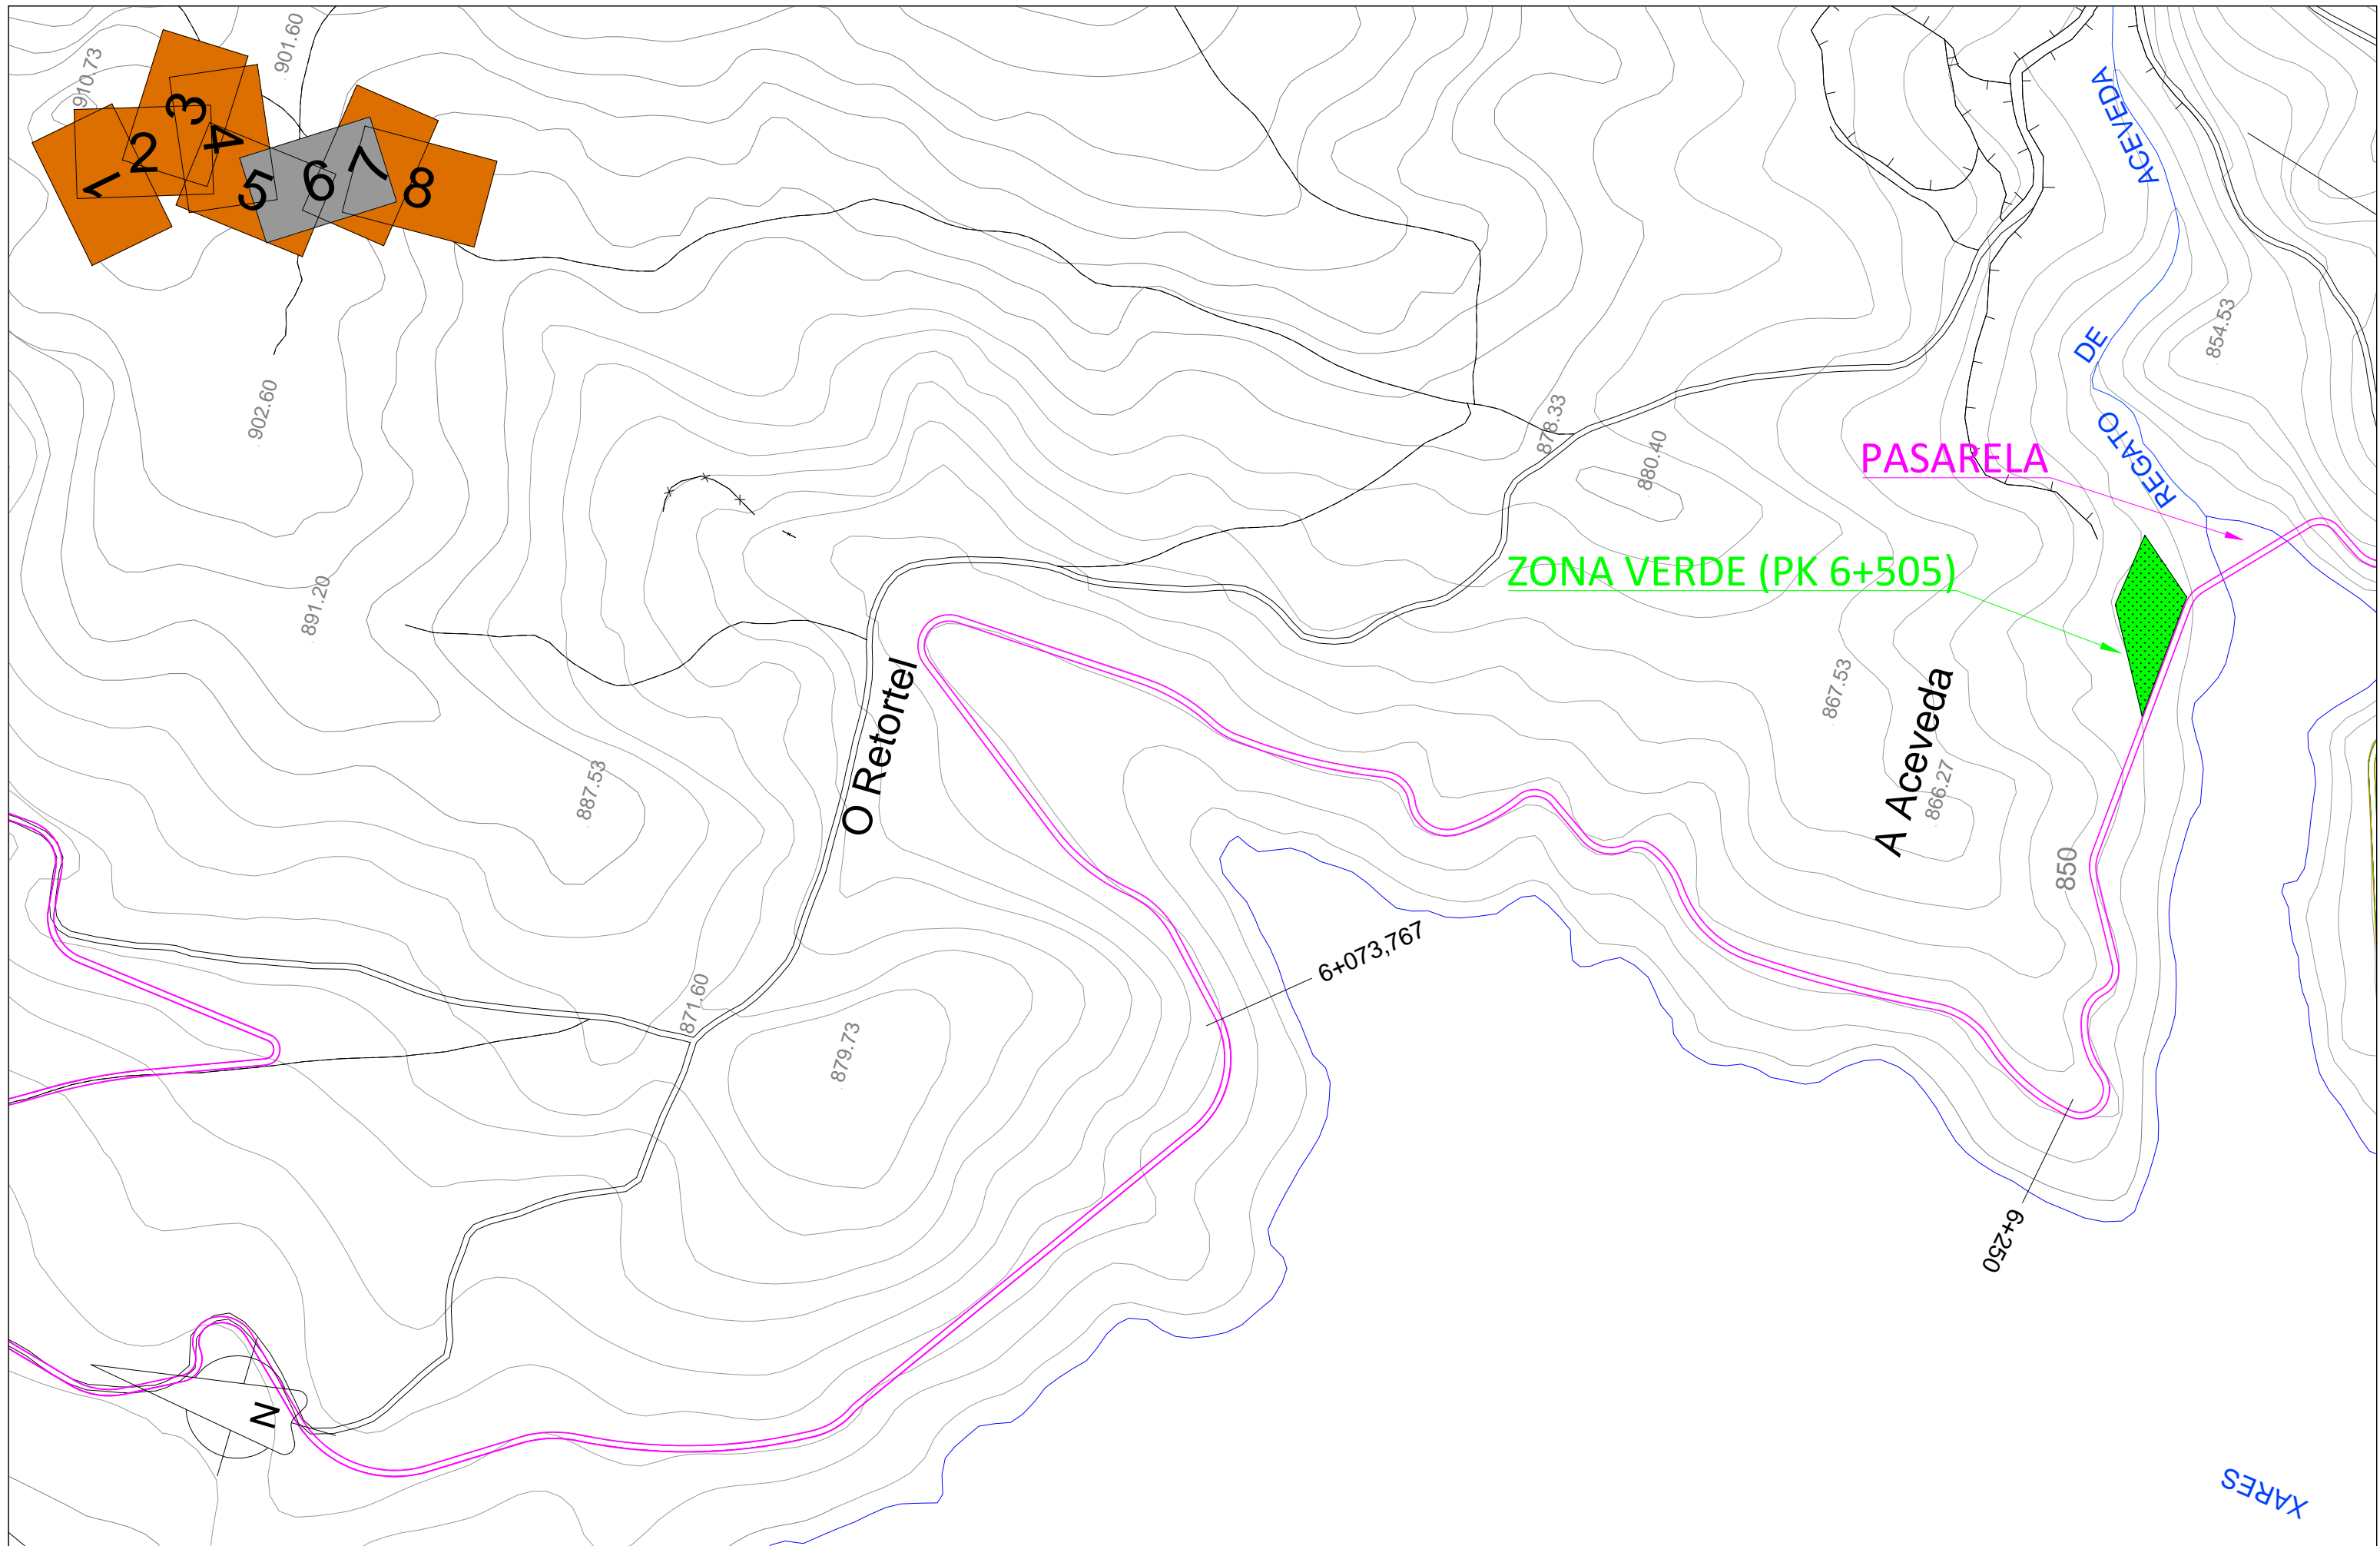 910.73
901.60
1
2
3
4
5
6
7
8
ACEVEDA
DE
REGATO
854.53
902.60
878.33
880.40
PASARELA
ZONA VERDE (PK 6+505)
891.20
O Retortel
867.53
A Aceveda
866.27
887.53
850
6+073,767
871.60
879.73
6+250
N
XARES